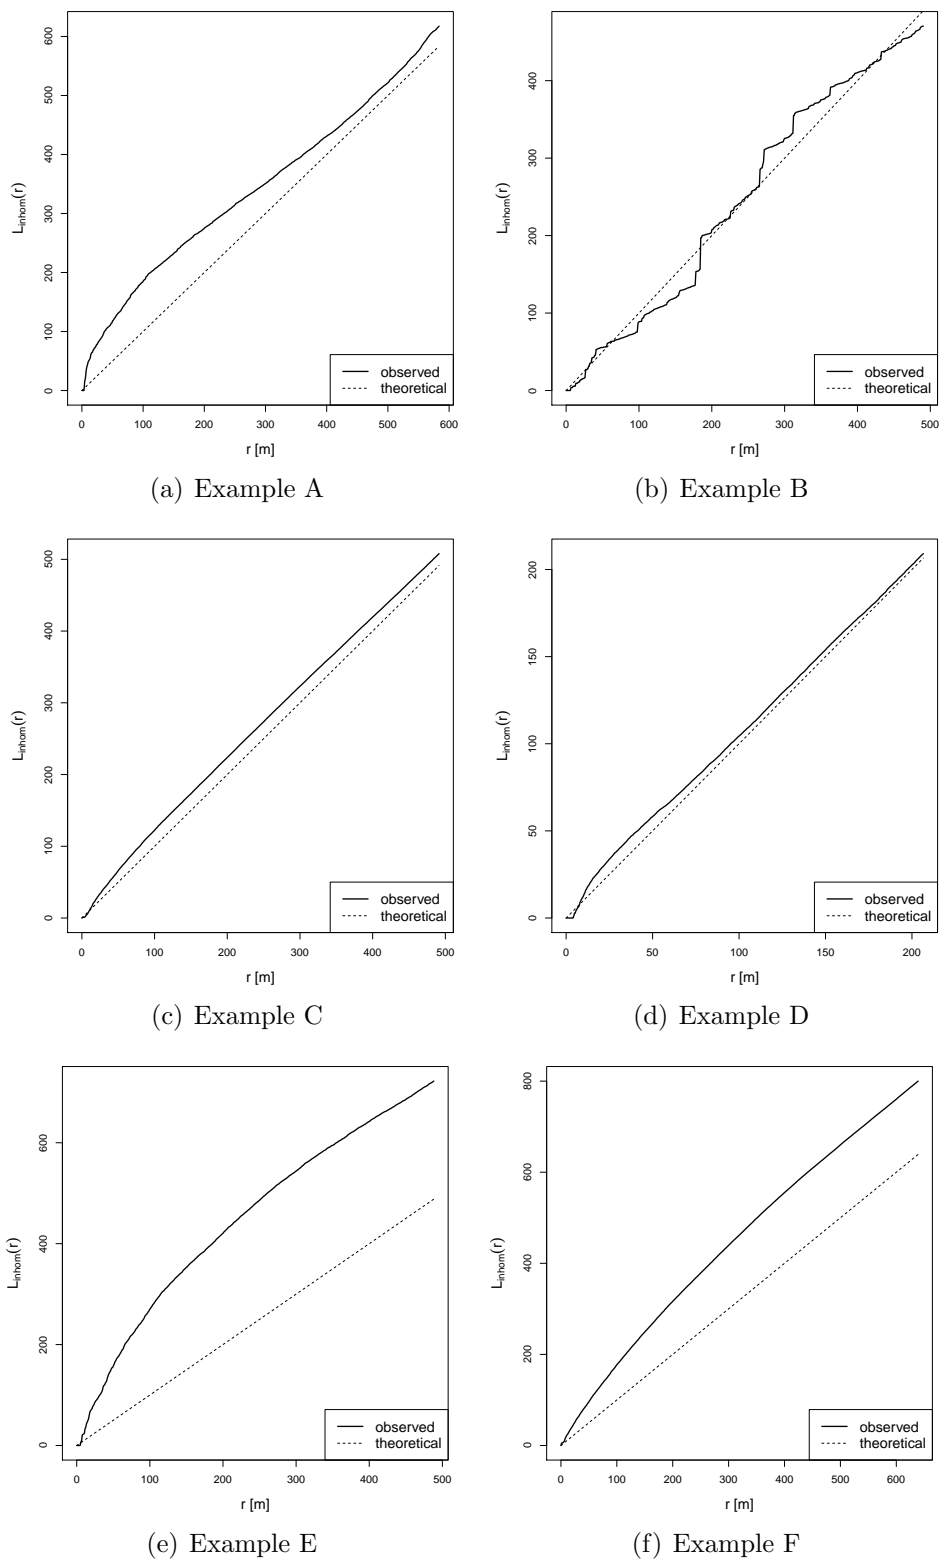 600
500
400
300
200
100
0
L_inhom(r)
observed
theoretical
0 100 200 300 400 500 600
r [m]
(a) Example A
400
300
200
100
0
L_inhom(r)
observed
theoretical
0 100 200 300 400 500
r [m]
(b) Example B
500
400
300
200
100
0
L_inhom(r)
observed
theoretical
0 100 200 300 400 500
r [m]
(c) Example C
200
150
100
50
0
L_inhom(r)
observed
theoretical
0 50 100 150 200
r [m]
(d) Example D
600
400
200
0
L_inhom(r)
observed
theoretical
0 100 200 300 400 500
r [m]
(e) Example E
800
600
400
200
0
L_inhom(r)
observed
theoretical
0 100 200 300 400 500 600
r [m]
(f) Example F